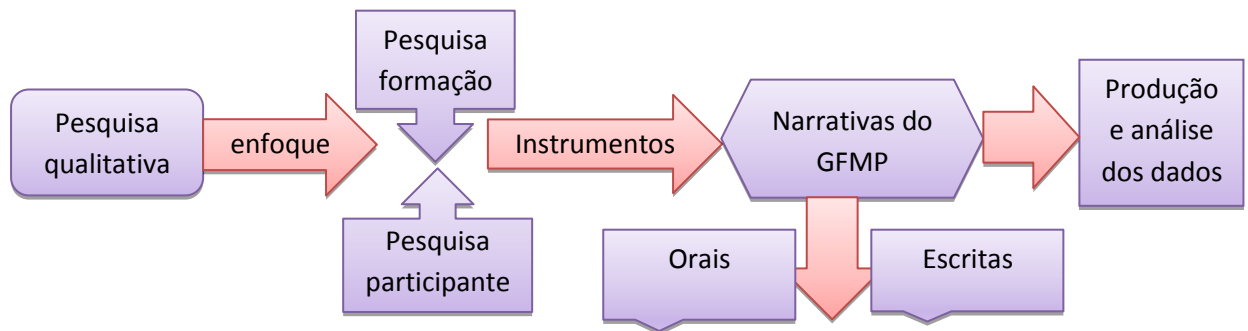 Pesquisa
qualitativa
enfoque
Pesquisa
formação
Pesquisa
participante
Instrumentos
Narrativas do
GFMP
Orais
Escritas
Produção
e análise
dos dados